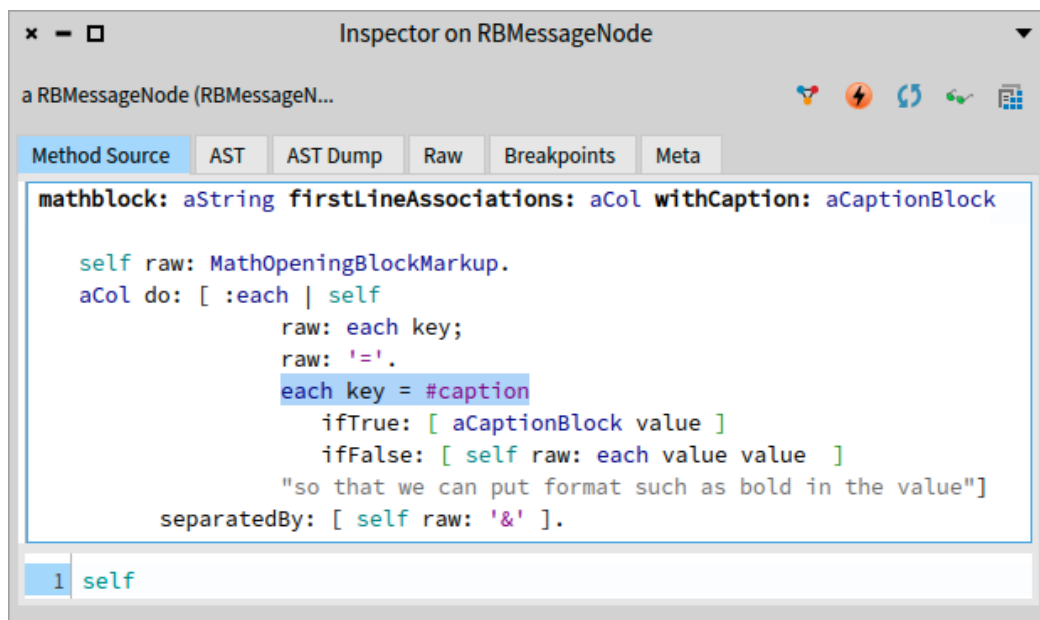 Inspector on RBMessageNode
a RBMessageNode (RBMessageN...
Method Source AST AST Dump Raw Breakpoints Meta
mathblock: aString firstLineAssociations: aCol withCaption: aCaptionBlock
self raw: MathOpeningBlockMarkup.
aCol do: [ :each | self
raw: each key;
raw: '='.
each key = #caption
ifTrue: [ aCaptionBlock value ]
ifFalse: [ self raw: each value value  ]
"so that we can put format such as bold in the value"]
separatedBy: [ self raw: '&' ].
1 self